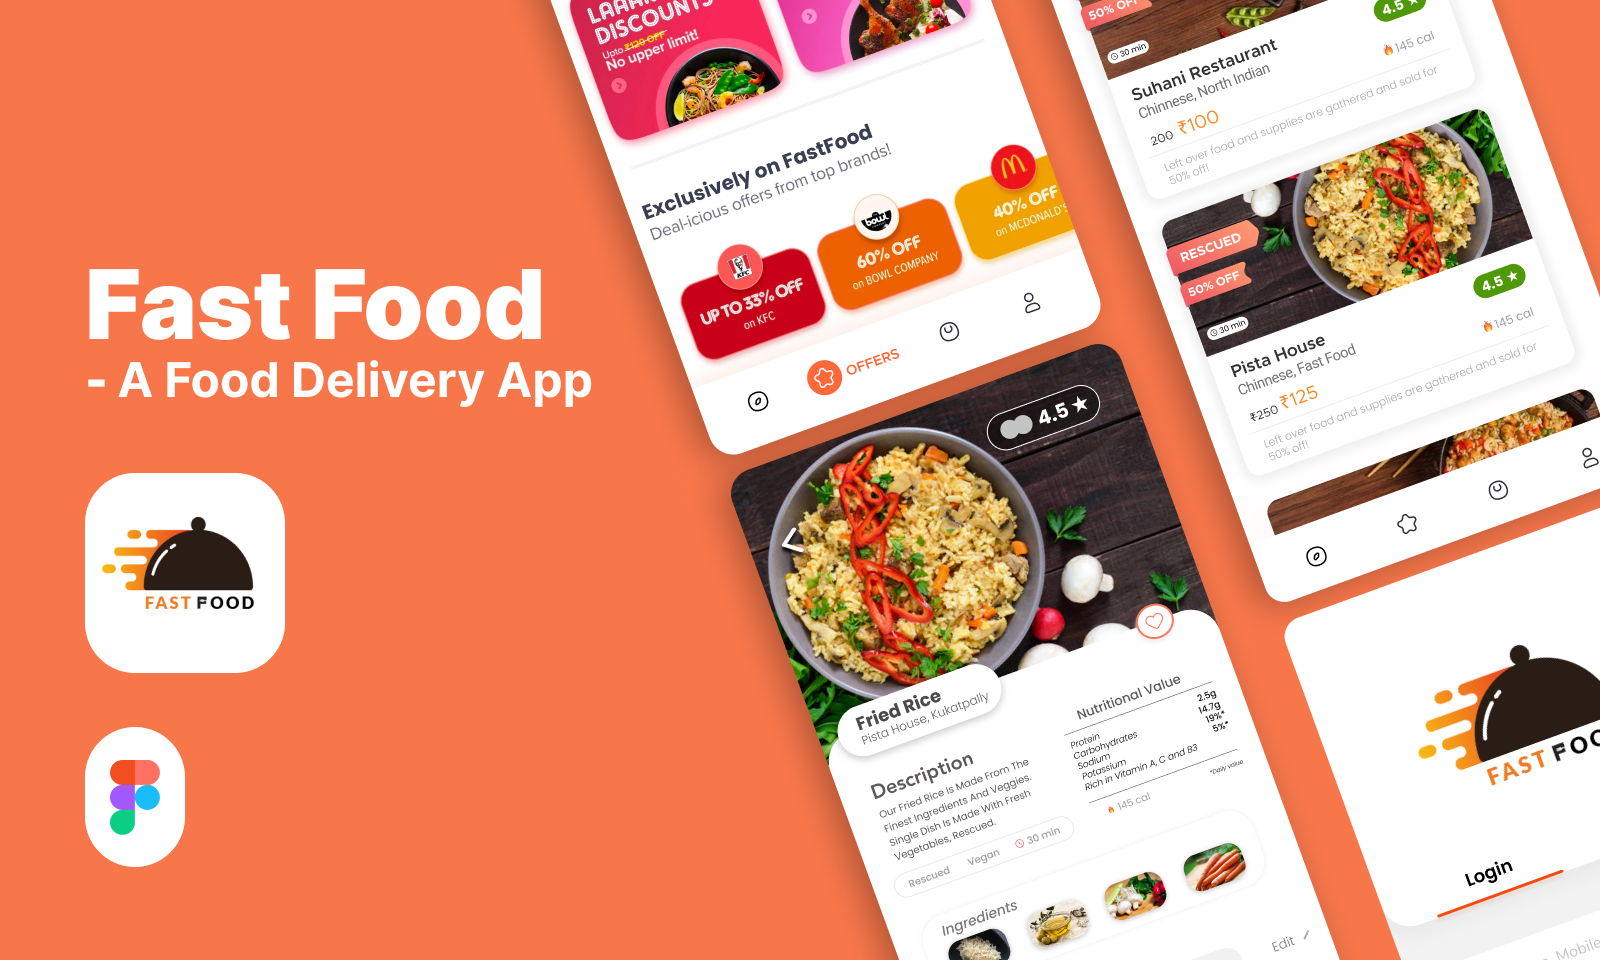 Fast Food
- A Food Delivery App
FAST FOOD
DISCOUNTS
Upto ₹120 OFF
No upper limit!
Exclusively on FastFood
Deal-icious offers from top brands!
KFC
UP TO 33% OFF
on KFC
bowl
60% OFF
on BOWL COMPANY
40% OFF
on MCDONALD'S
OFFERS
4.5 ★
Fried Rice
Pista House, Kukatpally
Description
Our Fried Rice Is Made From The
Finest Ingredients And Veggies.
Single Dish Is Made With Fresh
Vegetables, Rescued.
Rescued Vegan 30 min
Nutritional Value
Protein 2.5g
Carbohydrates 14.7g
Sodium 19%*
Potassium 5%*
Rich in Vitamin A, C and B3
*Daily value
145 cal
Ingredients
Edit
50% OFF
4.5 ★
30 min
Suhani Restaurant
Chinnese, North Indian
145 cal
200 ₹100
Left over food and supplies are gathered and sold for
50% off!
RESCUED
50% OFF
30 min
4.5 ★
Pista House
Chinnese, Fast Food
145 cal
₹250 ₹125
Left over food and supplies are gathered and sold for
50% off!
FAST FOO
Login
Mobile